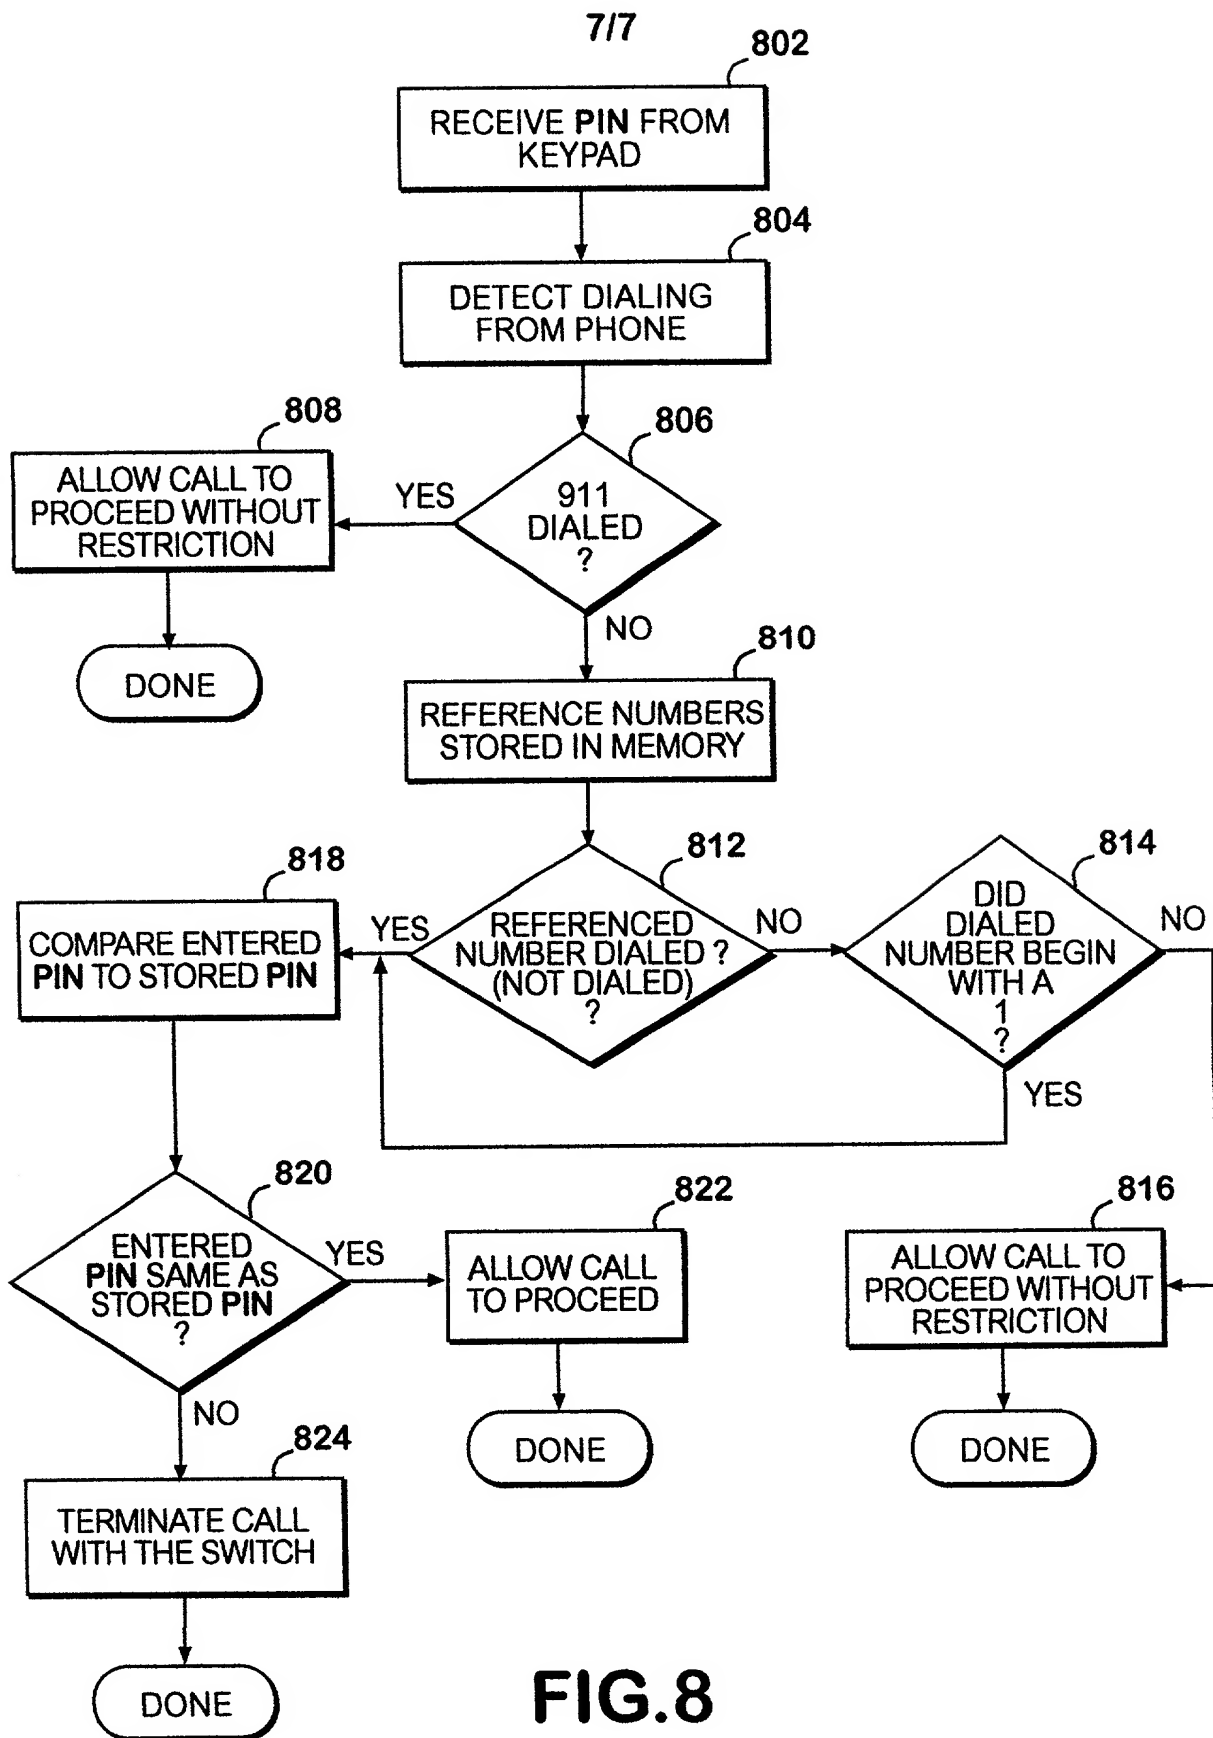 7/7
802
RECEIVE PIN FROM
KEYPAD
804
DETECT DIALING
FROM PHONE
808
ALLOW CALL TO
PROCEED WITHOUT
RESTRICTION
DONE
YES
806
911
DIALED
?
NO
810
REFERENCE NUMBERS
STORED IN MEMORY
812
REFERENCED
NUMBER DIALED ?
(NOT DIALED)
?
YES
NO
814
DID
DIALED
NUMBER BEGIN
WITH A
1
?
NO
YES
818
COMPARE ENTERED
PIN TO STORED PIN
820
ENTERED
PIN SAME AS
STORED PIN
?
YES
822
ALLOW CALL
TO PROCEED
DONE
816
ALLOW CALL TO
PROCEED WITHOUT
RESTRICTION
DONE
NO
824
TERMINATE CALL
WITH THE SWITCH
DONE
FIG.8